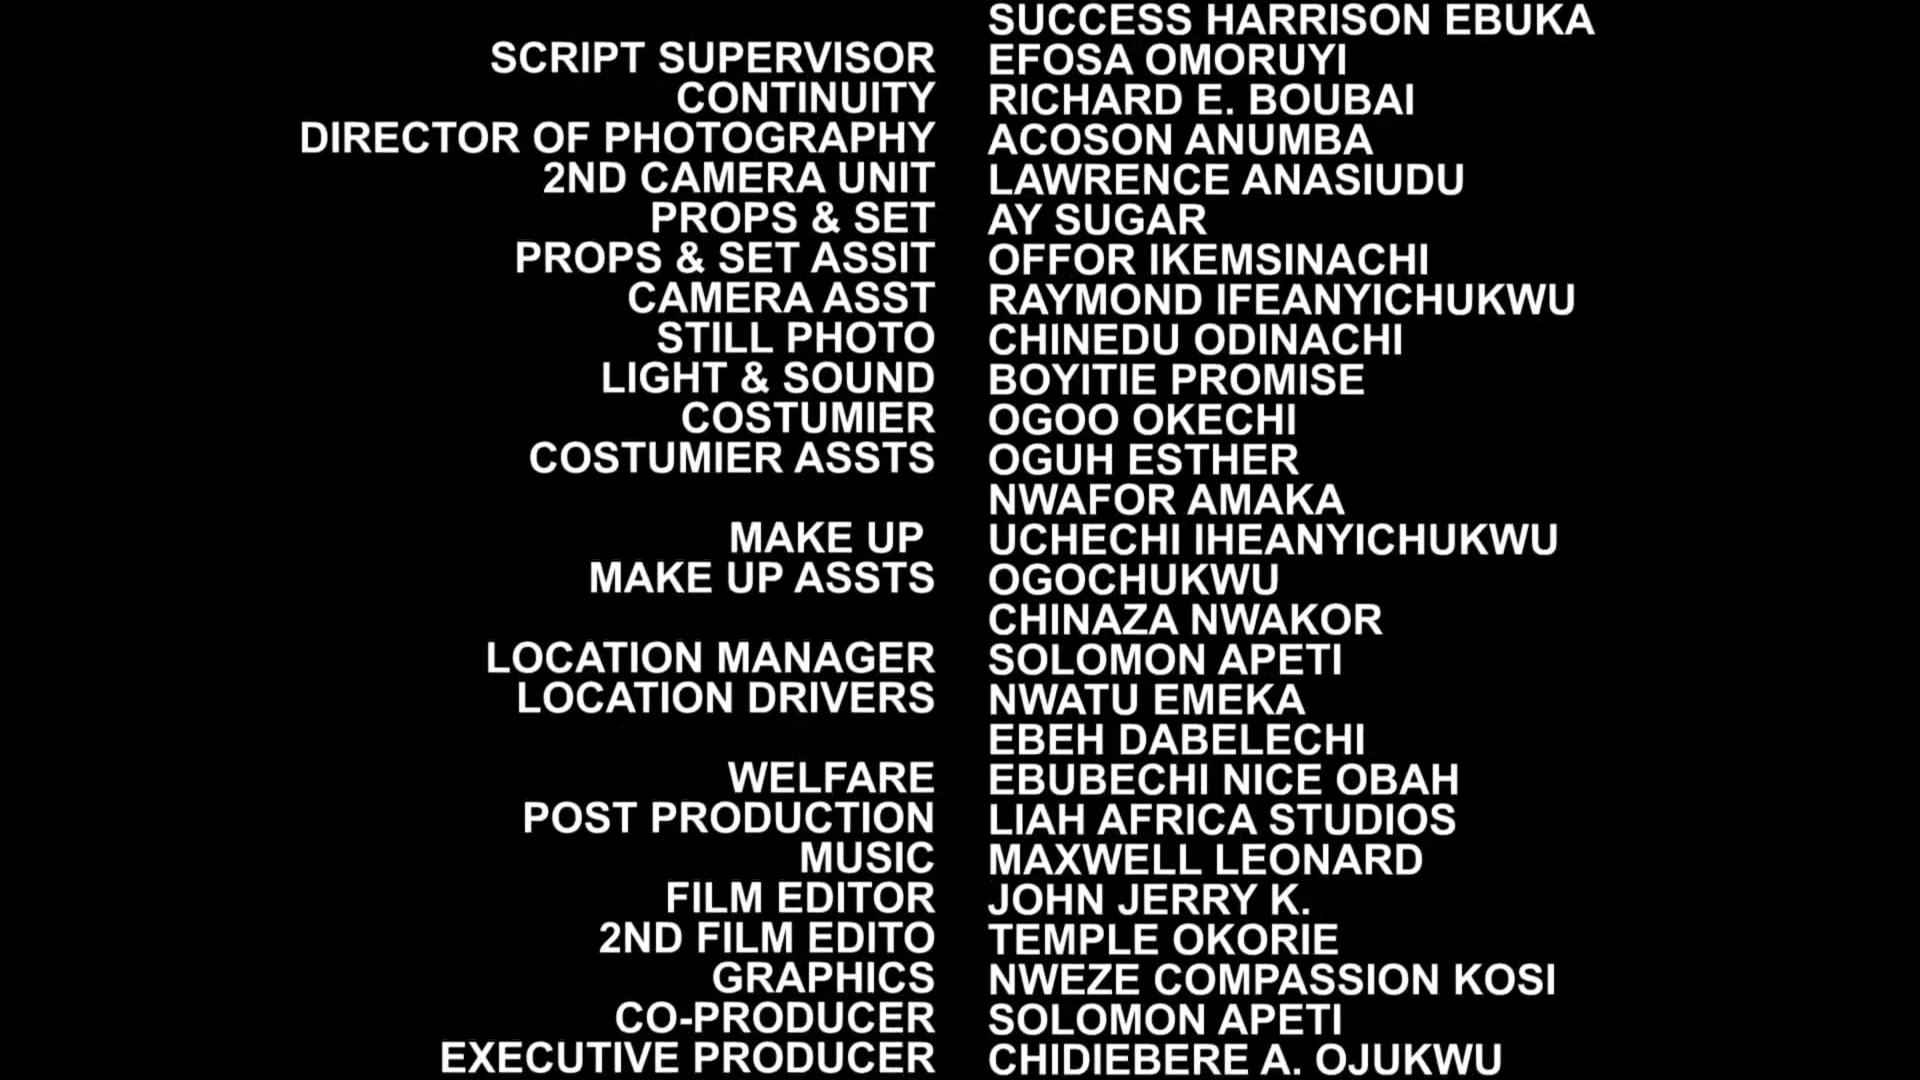 SUCCESS HARRISON EBUKA
SCRIPT SUPERVISOR EFOSA OMORUYI
CONTINUITY RICHARD E. BOUBAI
DIRECTOR OF PHOTOGRAPHY ACOSON ANUMBA
2ND CAMERA UNIT LAWRENCE ANASIUDU
PROPS & SET AY SUGAR
PROPS & SET ASSIT OFFOR IKEMSINACHI
CAMERA ASST RAYMOND IFEANYICHUKWU
STILL PHOTO CHINEDU ODINACHI
LIGHT & SOUND BOYITIE PROMISE
COSTUMIER OGOO OKECHI
COSTUMIER ASSTS OGUH ESTHER
NWAFOR AMAKA
MAKE UP UCHECHI IHEANYICHUKWU
MAKE UP ASSTS OGOCHUKWU
CHINAZA NWAKOR
LOCATION MANAGER SOLOMON APETI
LOCATION DRIVERS NWATU EMEKA
EBEH DABELECHI
WELFARE EBUBECHI NICE OBAH
POST PRODUCTION LIAH AFRICA STUDIOS
MUSIC MAXWELL LEONARD
FILM EDITOR JOHN JERRY K.
2ND FILM EDITO TEMPLE OKORIE
GRAPHICS NWEZE COMPASSION KOSI
CO-PRODUCER SOLOMON APETI
EXECUTIVE PRODUCER CHIDIEBERE A. OJUKWU